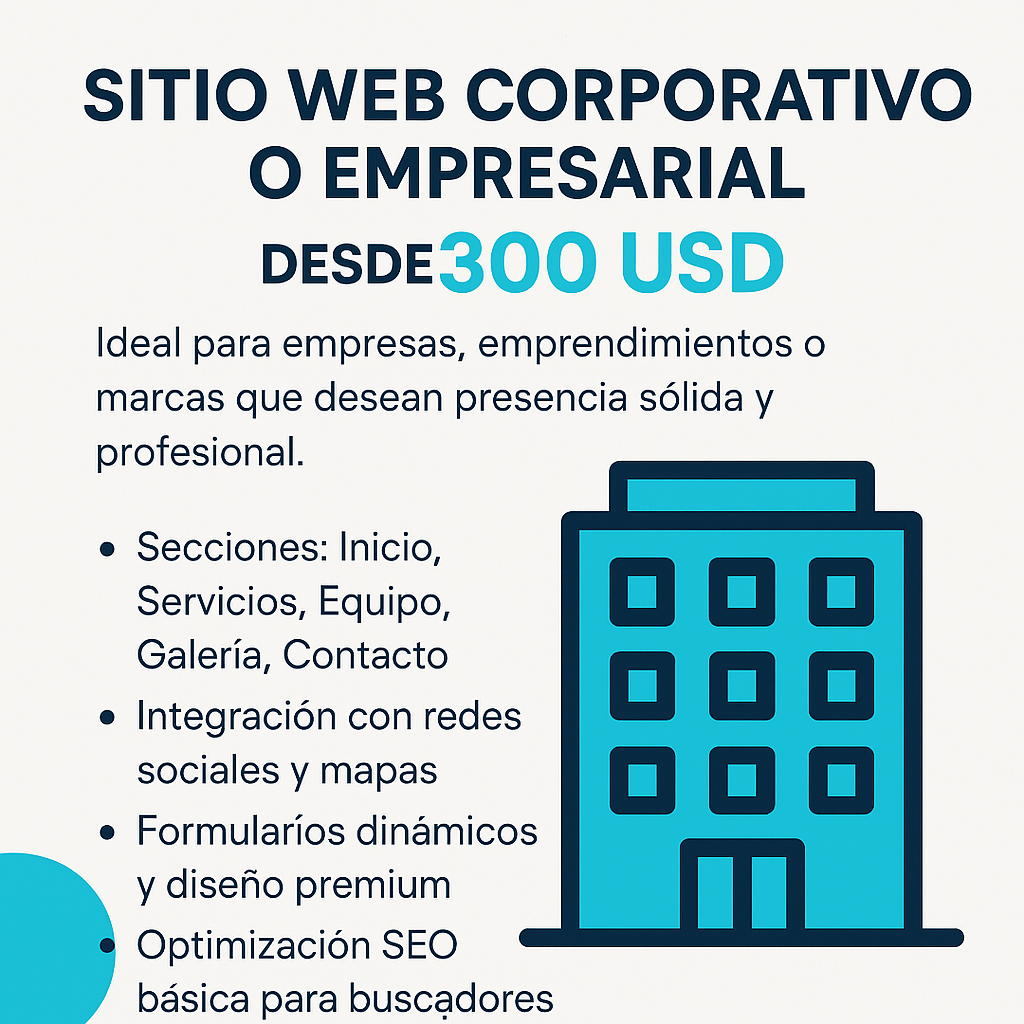 SITIO WEB CORPORATIVO
O EMPRESARIAL
DESDE 300 USD
Ideal para empresas, emprendimientos o
marcas que desean presencia sólida y
profesional.
• Secciones: Inicio,
Servicios, Equipo,
Galería, Contacto
• Integración con redes
sociales y mapas
• Formularíos dinámicos
y diseño premium
• Optimización SEO
básica para buscadores